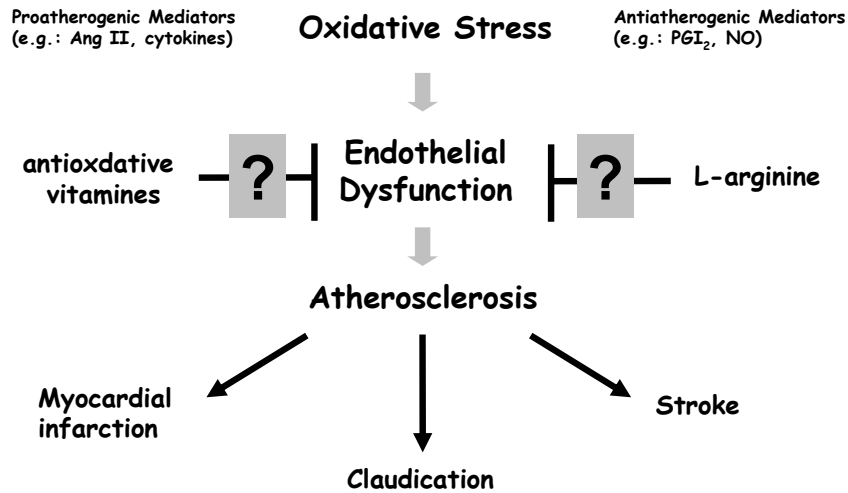 Proatherogenic Mediators
(e.g.: Ang II, cytokines)
Oxidative Stress
Antiatherogenic Mediators
(e.g.: PGI₂, NO)
antioxdative
vitamines
?
Endothelial
Dysfunction
?
L-arginine
Atherosclerosis
Myocardial
infarction
Claudication
Stroke